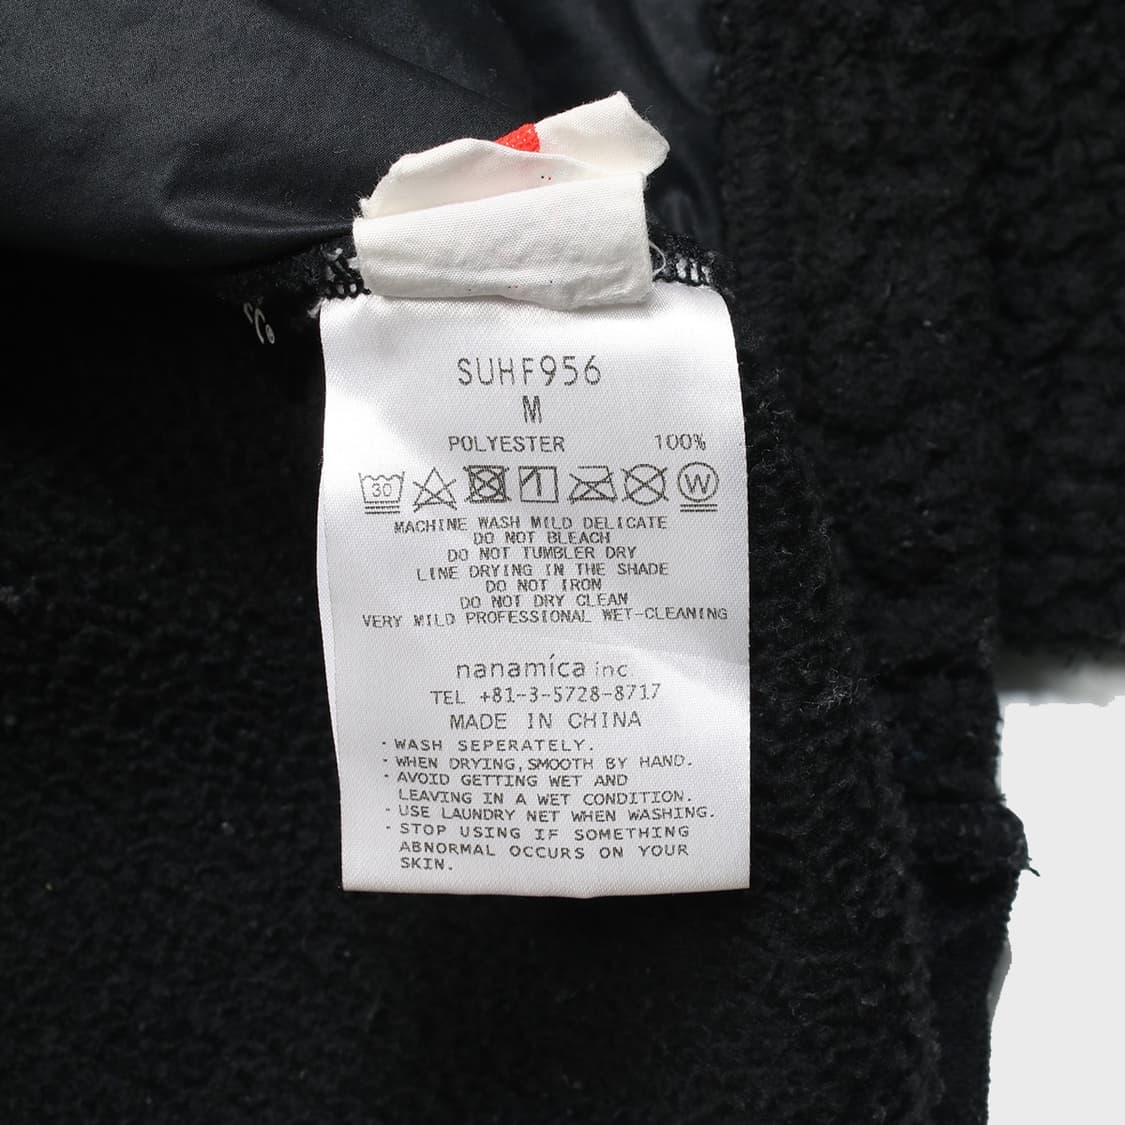 SUHF956
M
POLYESTER 100%
30 W
MACHINE WASH MILD DELICATE
DO NOT BLEACH
DO NOT TUMBLER DRY
LINE DRYING IN THE SHADE
DO NOT IRON
DO NOT DRY CLEAN
VERY MILD PROFESSIONAL WET-CLEANING
nanamíca inc.
TEL +81-3-5728-8717
MADE IN CHINA
・WASH SEPERATELY.
・WHEN DRYING,SMOOTH BY HAND.
・AVOID GETTING WET AND
LEAVING IN A WET CONDITION.
・USE LAUNDRY NET WHEN WASHING.
・STOP USING IF SOMETHING
ABNORMAL OCCURS ON YOUR
SKIN.